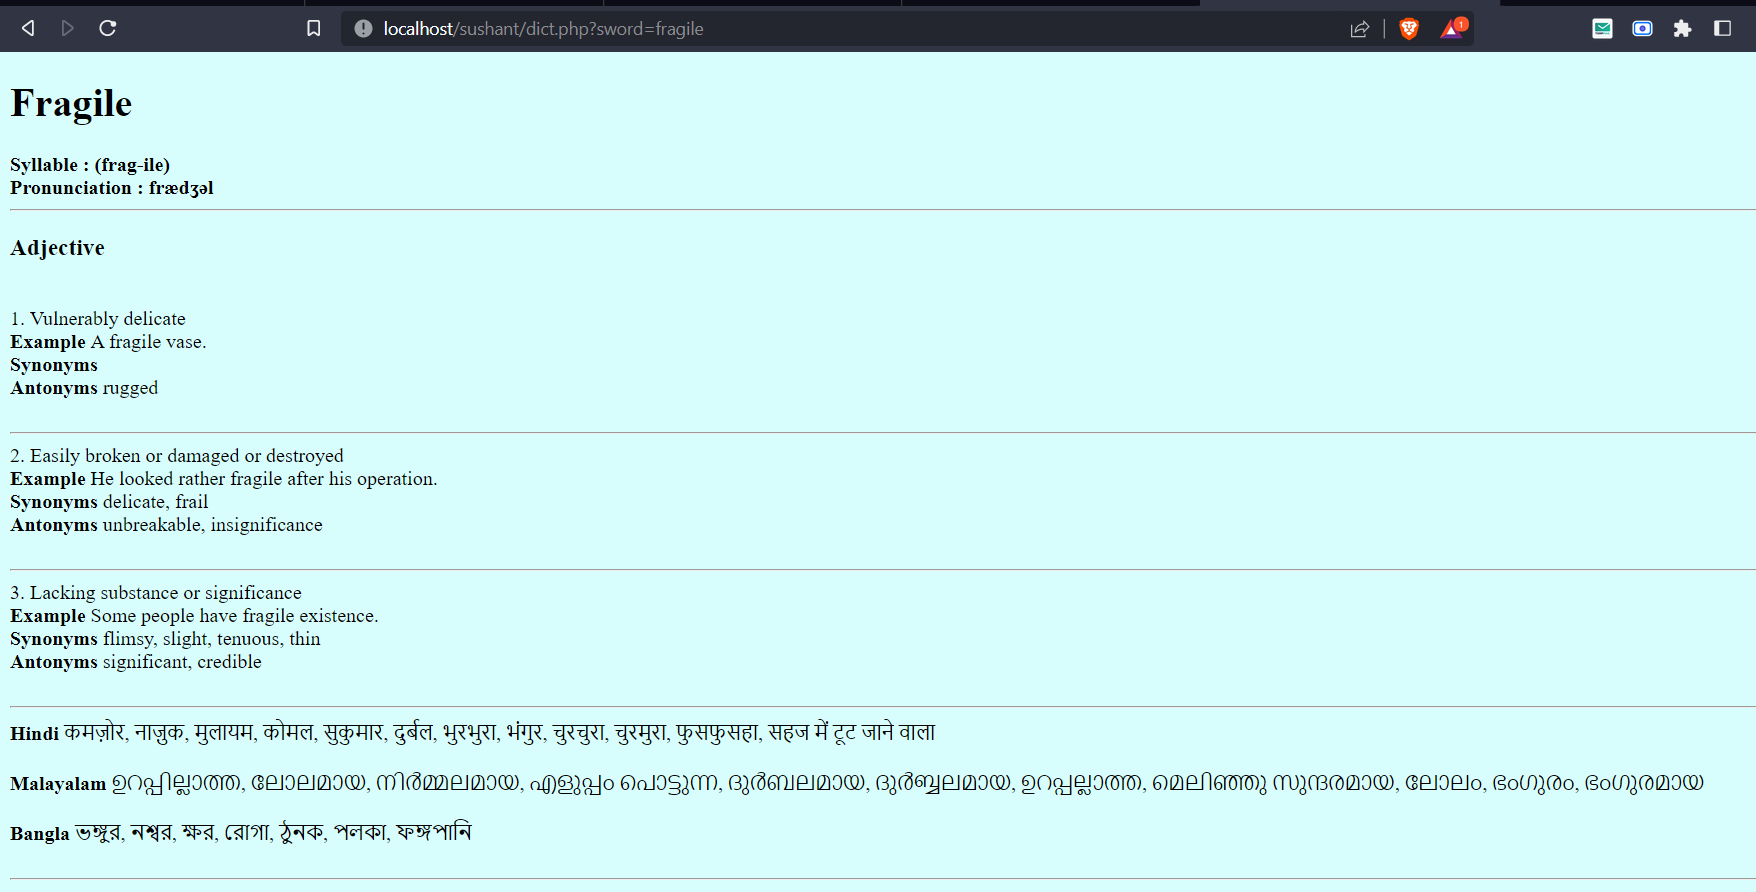 localhost/sushant/dict.php?sword=fragile
1
Fragile
Syllable : (frag-ile)
Pronunciation : frædʒəl
Adjective
1. Vulnerably delicate
Example A fragile vase.
Synonyms
Antonyms rugged
2. Easily broken or damaged or destroyed
Example He looked rather fragile after his operation.
Synonyms delicate, frail
Antonyms unbreakable, insignificance
3. Lacking substance or significance
Example Some people have fragile existence.
Synonyms flimsy, slight, tenuous, thin
Antonyms significant, credible
Hindi कमज़ोर, नाज़ुक, मुलायम, कोमल, सुकुमार, दुर्बल, भुरभुरा, भंगुर, चुरचुरा, चुरमुरा, फुसफुसहा, सहज में टूट जाने वाला
Malayalam ഉറപ്പില്ലാത്ത, ലോലമായ, നിർമ്മലമായ, എളുപ്പം പൊട്ടുന്ന, ദുർബലമായ, ദുർബ്ബലമായ, ഉറപ്പല്ലാത്ത, മെലിഞ്ഞു സുന്ദരമായ, ലോലം, ഭംഗുരം, ഭംഗുരമായ
Bangla ভঙ্গুর, নশ্বর, ক্ষর, রোগা, ঠুনক, পলকা, ফঙ্গপানি